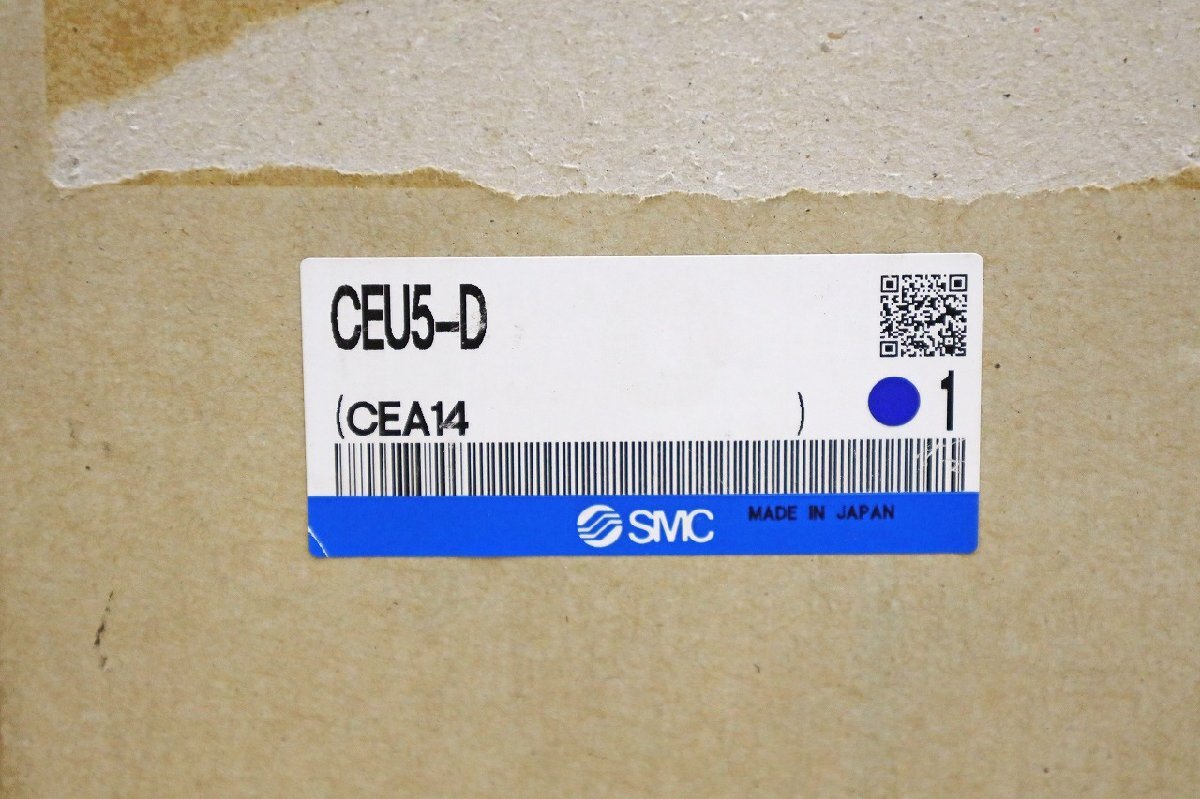 CEU5-D
(CEA14 ) 1
SMC MADE IN JAPAN